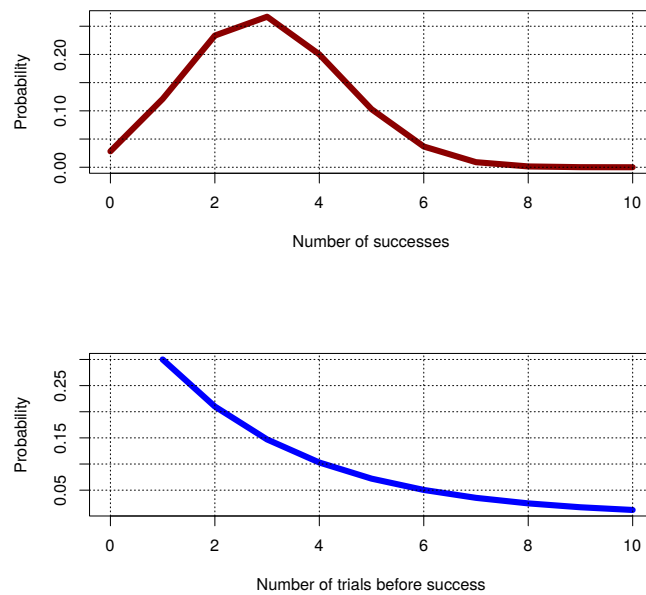 Probability
0.00 0.10 0.20
0 2 4 6 8 10
Number of successes
Probability
0.05 0.15 0.25
0 2 4 6 8 10
Number of trials before success